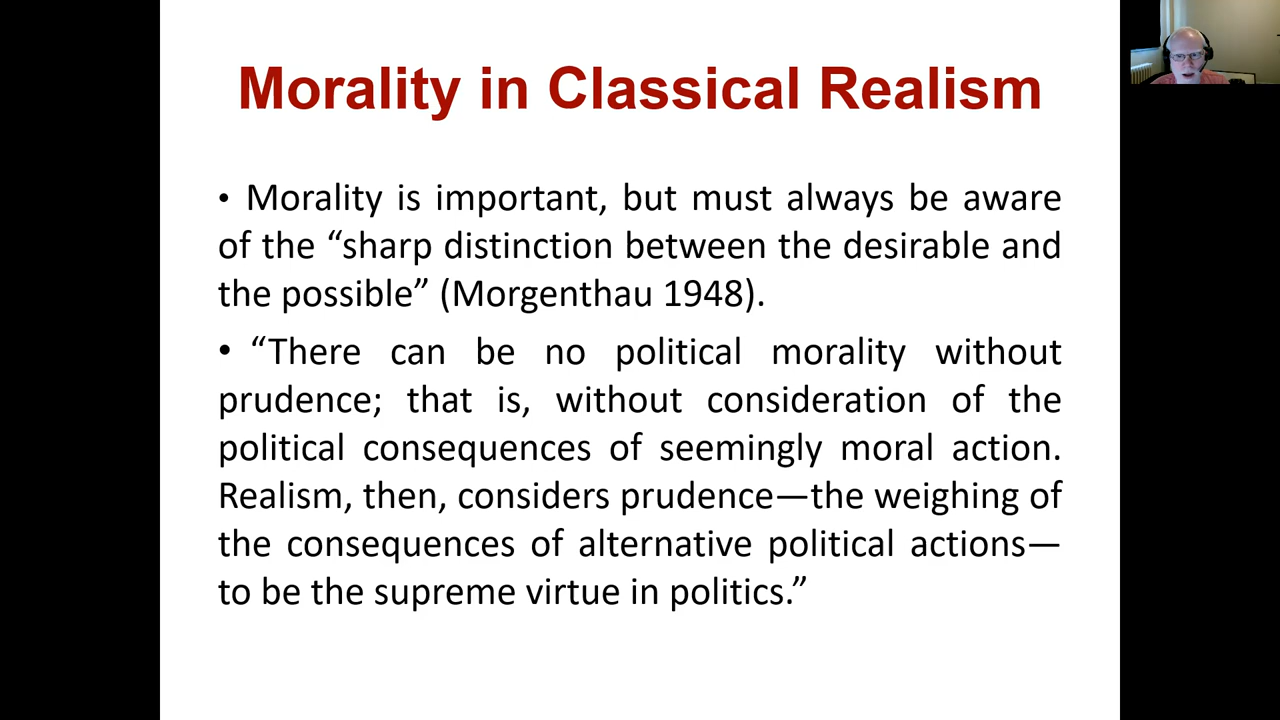 Morality in Classical Realism
• Morality is important, but must always be aware
of the “sharp distinction between the desirable and
the possible” (Morgenthau 1948).
• “There can be no political morality without
prudence; that is, without consideration of the
political consequences of seemingly moral action.
Realism, then, considers prudence—the weighing of
the consequences of alternative political actions—
to be the supreme virtue in politics.”